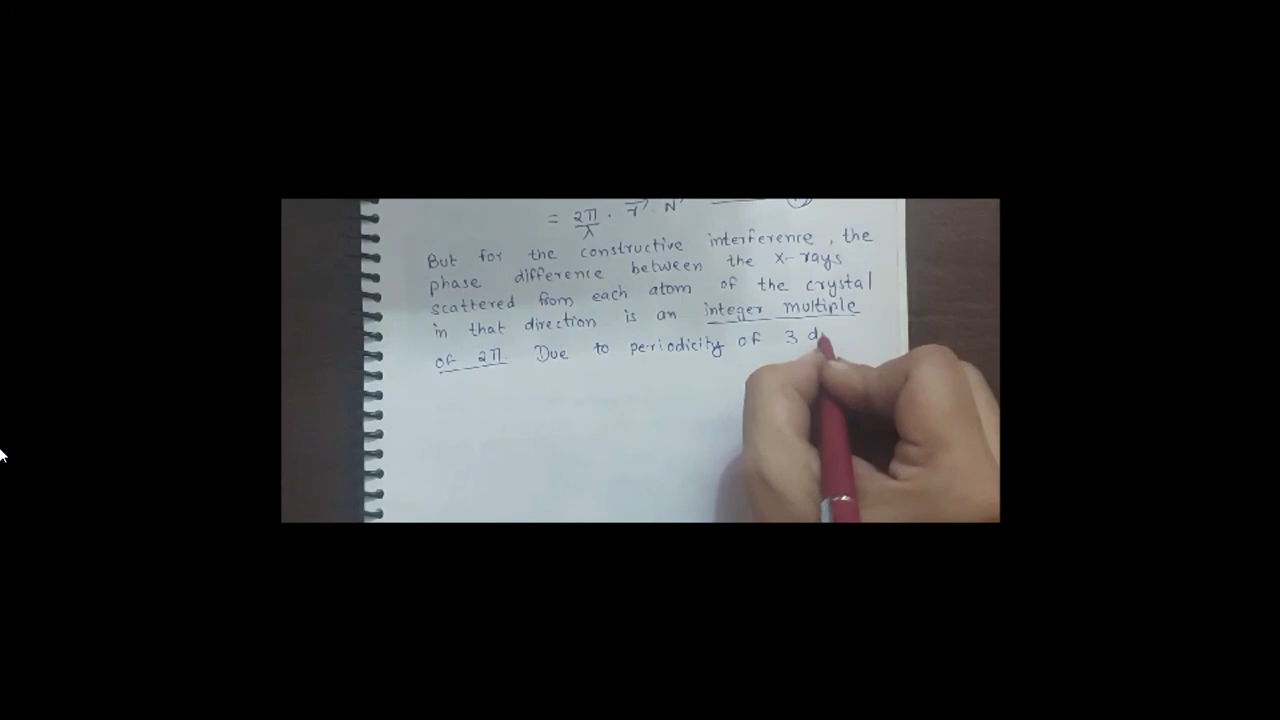 = 2π/λ . r⃗ . N⃗
But for the constructive interference, the
phase difference between the X-rays
scattered from each atom of the crystal
in that direction is an integer multiple
of 2π. Due to periodicity of 3 d